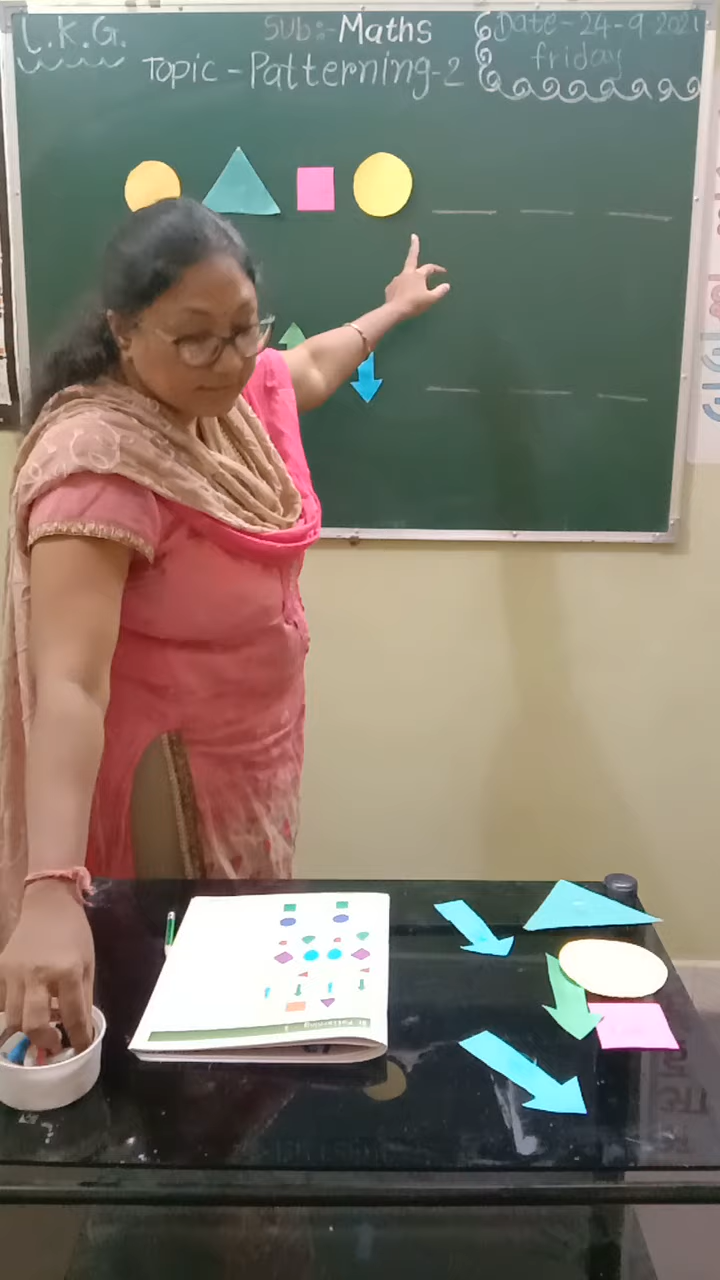 L.K.G.
Sub:- Maths
Date-24-9-2021
friday
Topic-Patterning-2